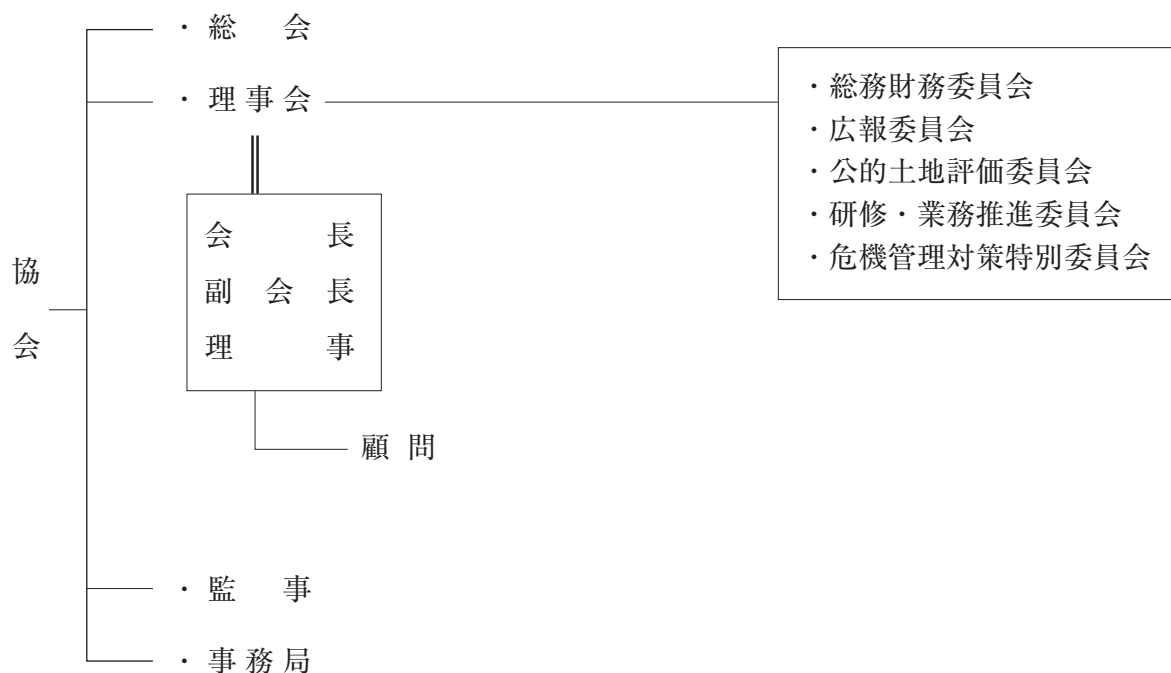 ・総会
・理事会
・総務財務委員会
・広報委員会
・公的土地評価委員会
・研修・業務推進委員会
・危機管理対策特別委員会
会長
副会長
理事
協会
顧問
・監事
・事務局